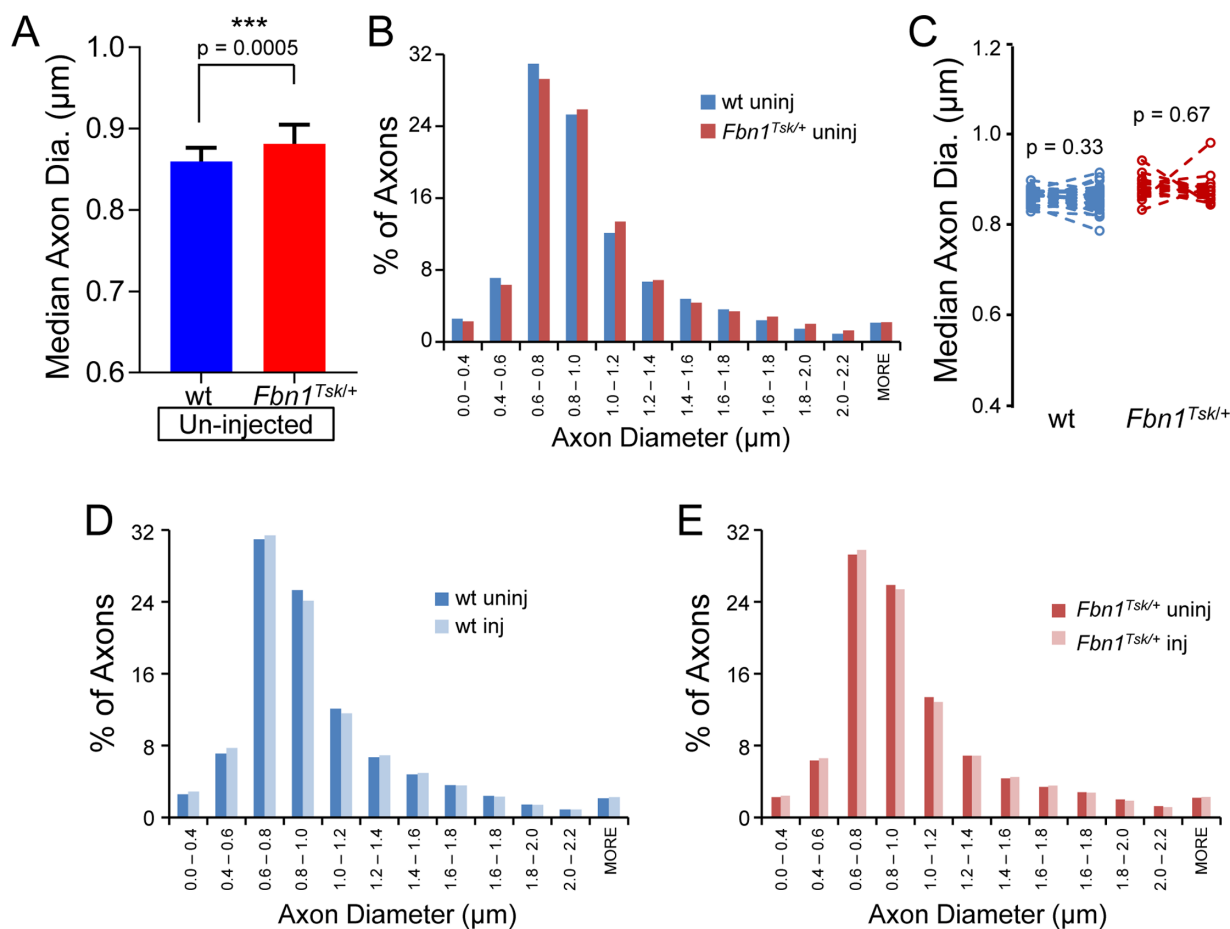 A
***
p = 0.0005
Median Axon Dia. (µm)
1.0
0.9
0.8
0.7
0.6
wt
Fbn1^Tsk/+
Un-injected
B
% of Axons
32
24
16
8
0
wt uninj
Fbn1^Tsk/+ uninj
0.0 – 0.4
0.4 – 0.6
0.6 – 0.8
0.8 – 1.0
1.0 – 1.2
1.2 – 1.4
1.4 – 1.6
1.6 – 1.8
1.6 – 1.8
1.8 – 2.0
2.0 – 2.2
MORE
Axon Diameter (µm)
C
Median Axon Dia. (µm)
1.2
1.0
0.8
0.6
0.4
p = 0.33
p = 0.67
wt
Fbn1^Tsk/+
D
% of Axons
32
24
16
8
0
wt uninj
wt inj
0.0 – 0.4
0.4 – 0.6
0.6 – 0.8
0.8 – 1.0
1.0 – 1.2
1.2 – 1.4
1.4 – 1.6
1.6 – 1.8
1.6 – 1.8
1.8 – 2.0
2.0 – 2.2
MORE
Axon Diameter (µm)
E
% of Axons
32
24
16
8
0
Fbn1^Tsk/+ uninj
Fbn1^Tsk/+ inj
0.0 – 0.4
0.4 – 0.6
0.6 – 0.8
0.8 – 1.0
1.0 – 1.2
1.2 – 1.4
1.4 – 1.6
1.6 – 1.8
1.6 – 1.8
1.8 – 2.0
2.0 – 2.2
MORE
Axon Diameter (µm)